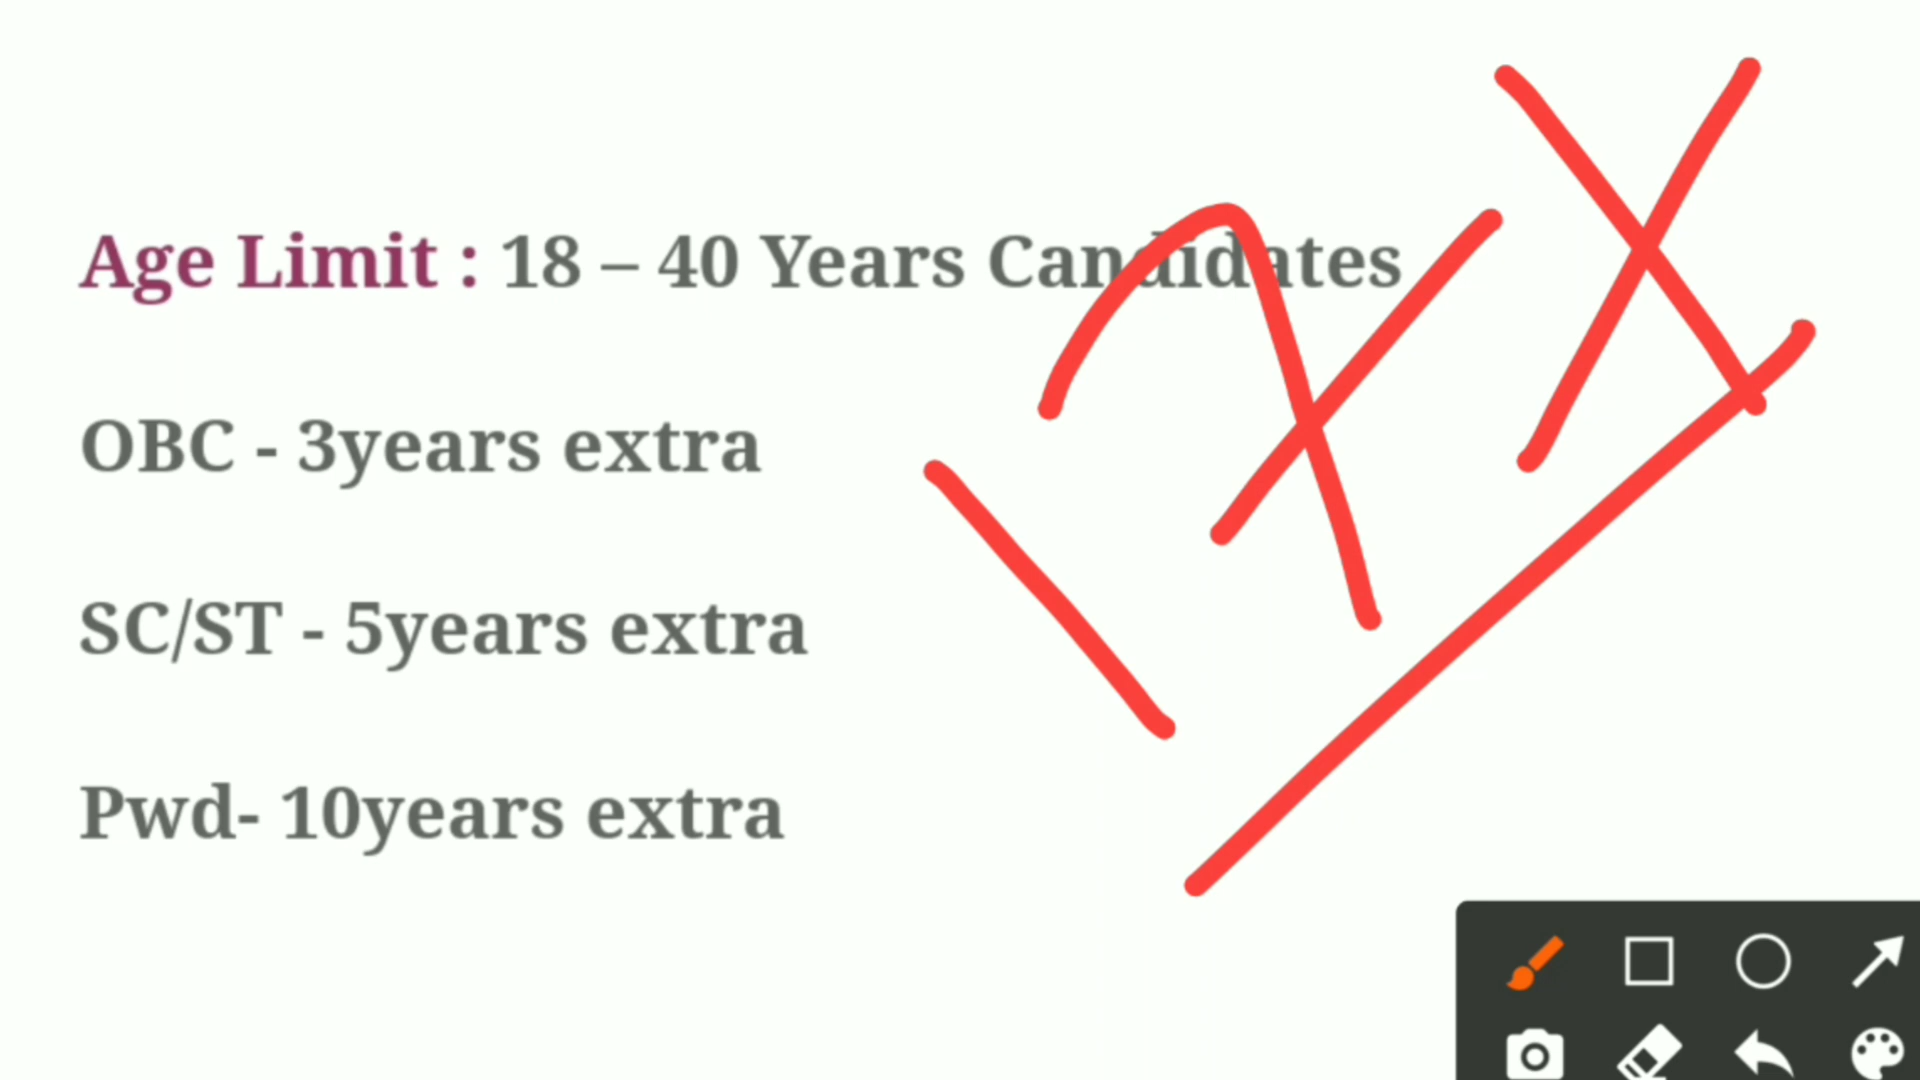 Age Limit : 18 – 40 Years Candidates
OBC - 3years extra
SC/ST - 5years extra
Pwd- 10years extra